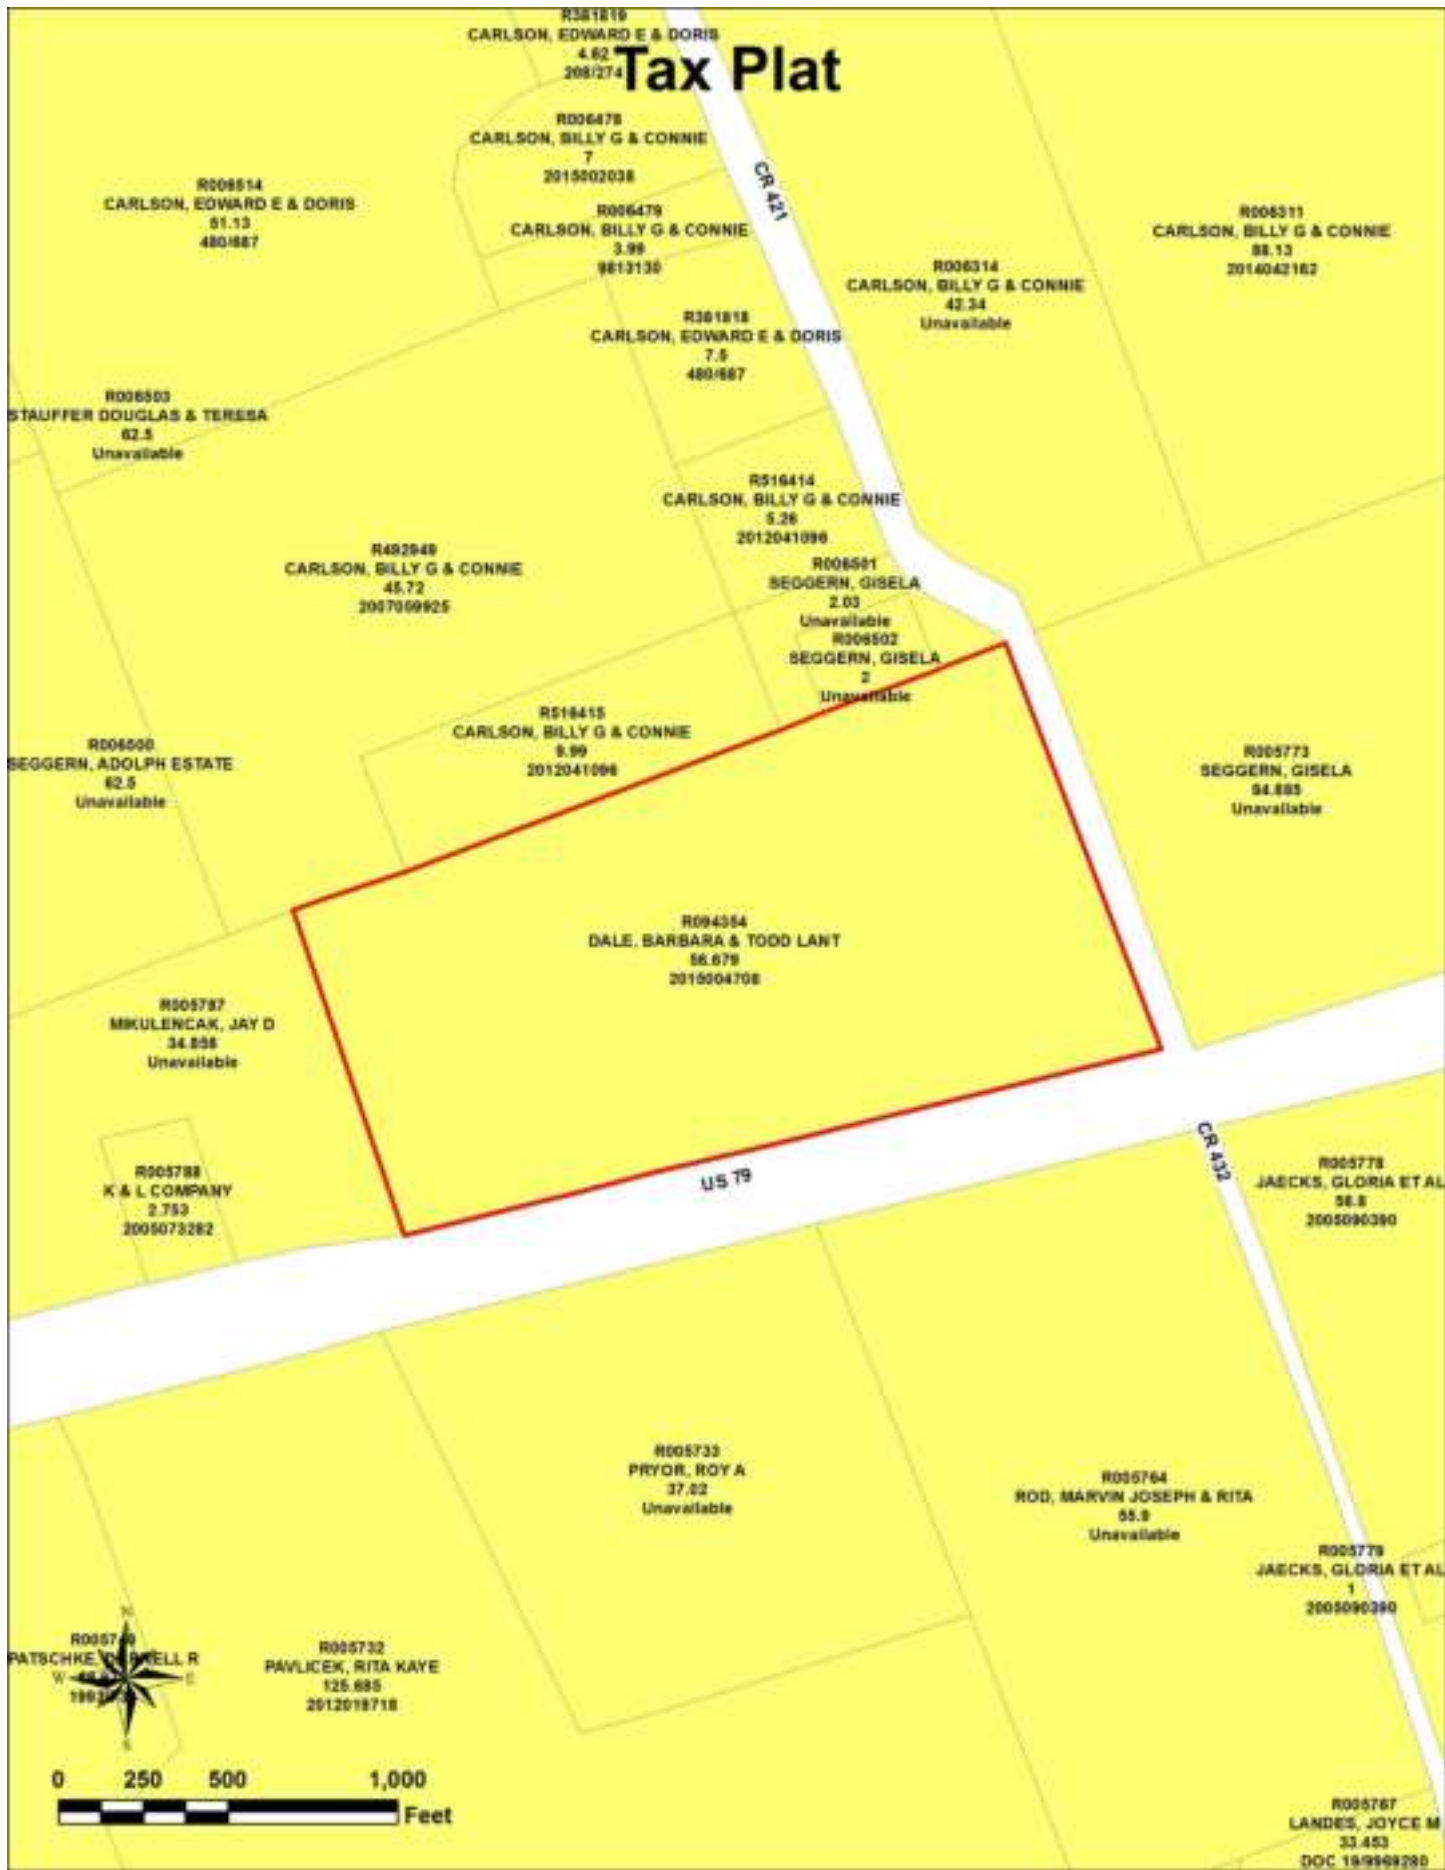 R381819
CARLSON, EDWARD E & DORIS
4.62
208/274
Tax Plat
R006478
CARLSON, BILLY G & CONNIE
7
2015002038
CR 421
R006514
CARLSON, EDWARD E & DORIS
51.13
480/687
R006479
CARLSON, BILLY G & CONNIE
3.99
9813130
R006311
CARLSON, BILLY G & CONNIE
88.13
2014042162
R006314
CARLSON, BILLY G & CONNIE
42.34
Unavailable
R381818
CARLSON, EDWARD E & DORIS
7.5
480/687
R006503
STAUFFER DOUGLAS & TERESA
62.5
Unavailable
R516414
CARLSON, BILLY G & CONNIE
5.26
2012041096
R492949
CARLSON, BILLY G & CONNIE
45.72
2007009925
R006501
SEGGERN, GISELA
2.03
Unavailable
R006502
SEGGERN, GISELA
2
Unavailable
R516415
CARLSON, BILLY G & CONNIE
9.99
2012041096
R006500
SEGGERN, ADOLPH ESTATE
62.5
Unavailable
R005773
SEGGERN, GISELA
94.885
Unavailable
R094354
DALE, BARBARA & TODD LANT
56.679
2015004708
R005787
MIKULENCAK, JAY D
34.858
Unavailable
R005788
K & L COMPANY
2.753
2005073282
US 79
CR 432
R005778
JAECKS, GLORIA ET AL
56.8
2005090390
R005733
PRYOR, ROY A
37.02
Unavailable
R005764
ROD, MARVIN JOSEPH & RITA
55.9
Unavailable
R005779
JAECKS, GLORIA ET AL
1
2005090390
N
W
E
S
PATSCHKE,
R005732
PAVLICEK, RITA KAYE
125.685
2012019718
0 250 500 1,000
Feet
R005767
LANDES, JOYCE M
33.453
DOC 19/9969280